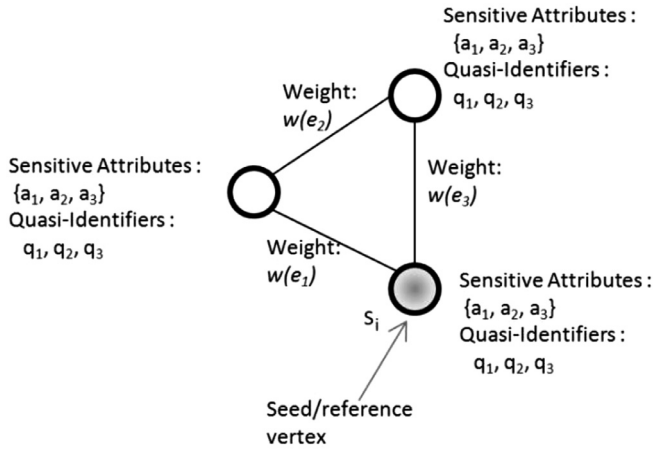 Sensitive Attributes :
{a₁, a₂, a₃}
Quasi-Identifiers :
q₁, q₂, q₃
Weight:
w(e₂)
Sensitive Attributes :
{a₁, a₂, a₃}
Quasi-Identifiers :
q₁, q₂, q₃
Weight:
w(e₃)
Weight:
w(e₁)
Sensitive Attributes :
{a₁, a₂, a₃}
Quasi-Identifiers :
q₁, q₂, q₃
sᵢ
Seed/reference
vertex